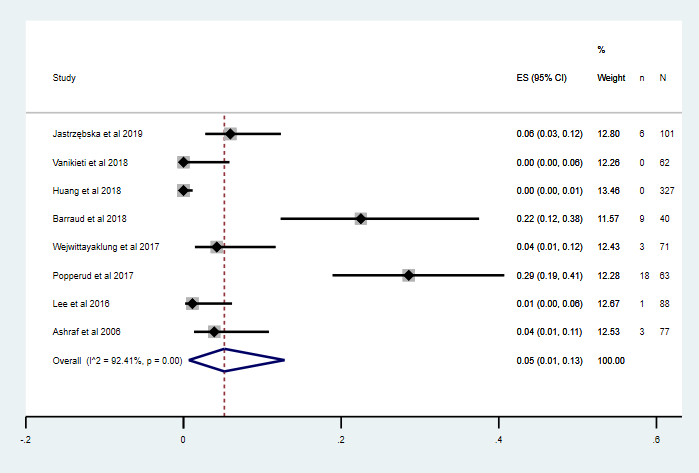 %
Study ES (95% CI) Weight n N
Jastrzębska et al 2019 0.06 (0.03, 0.12) 12.80 6 101
Vanikieti et al 2018 0.00 (0.00, 0.06) 12.26 0 62
Huang et al 2018 0.00 (0.00, 0.01) 13.46 0 327
Barraud et al 2018 0.22 (0.12, 0.38) 11.57 9 40
Wejwittayaklung et al 2017 0.04 (0.01, 0.12) 12.43 3 71
Popperud et al 2017 0.29 (0.19, 0.41) 12.28 18 63
Lee et al 2016 0.01 (0.00, 0.06) 12.67 1 88
Ashraf et al 2006 0.04 (0.01, 0.11) 12.53 3 77
Overall (I^2 = 92.41%, p = 0.00) 0.05 (0.01, 0.13) 100.00
-.2 0 .2 .4 .6